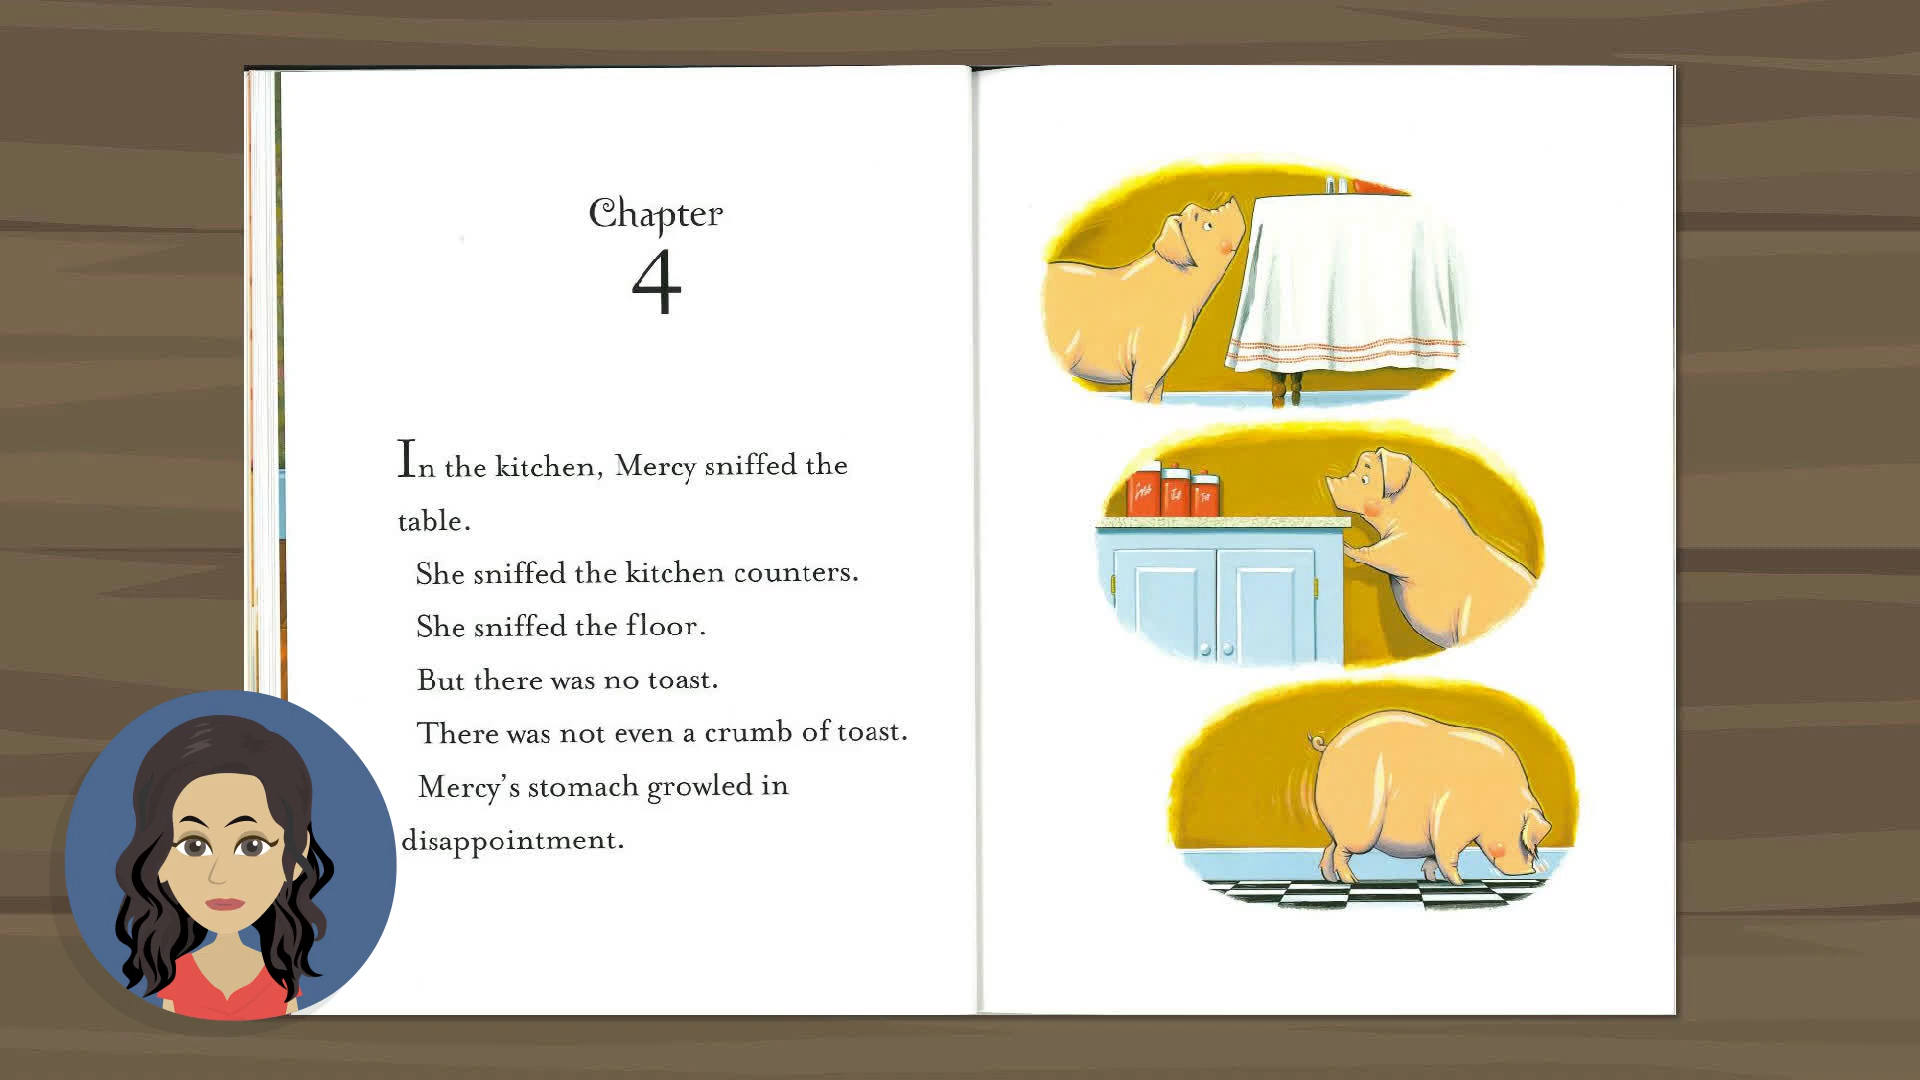 Chapter
4
In the kitchen, Mercy sniffed the
table.
She sniffed the kitchen counters.
She sniffed the floor.
But there was no toast.
There was not even a crumb of toast.
Mercy’s stomach growled in
disappointment.